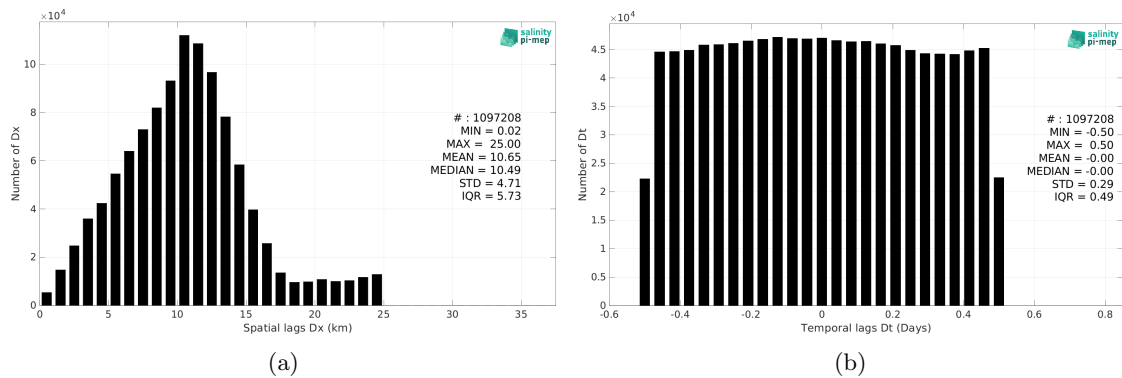 ×10⁴
10
8
6
4
2
0
Number of Dx
0 5 10 15 20 25 30 35
Spatial lags Dx (km)
salinity
pi-mep
# : 1097208
MIN = 0.02
MAX = 25.00
MEAN = 10.65
MEDIAN = 10.49
STD = 4.71
IQR = 5.73
(a)
×10⁴
4.5
4
3.5
3
2.5
2
1.5
1
0.5
0
Number of Dt
-0.6 -0.4 -0.2 0 0.2 0.4 0.6 0.8
Temporal lags Dt (Days)
salinity
pi-mep
# : 1097208
MIN = -0.50
MAX = 0.50
MEAN = -0.00
MEDIAN = -0.00
STD = 0.29
IQR = 0.49
(b)